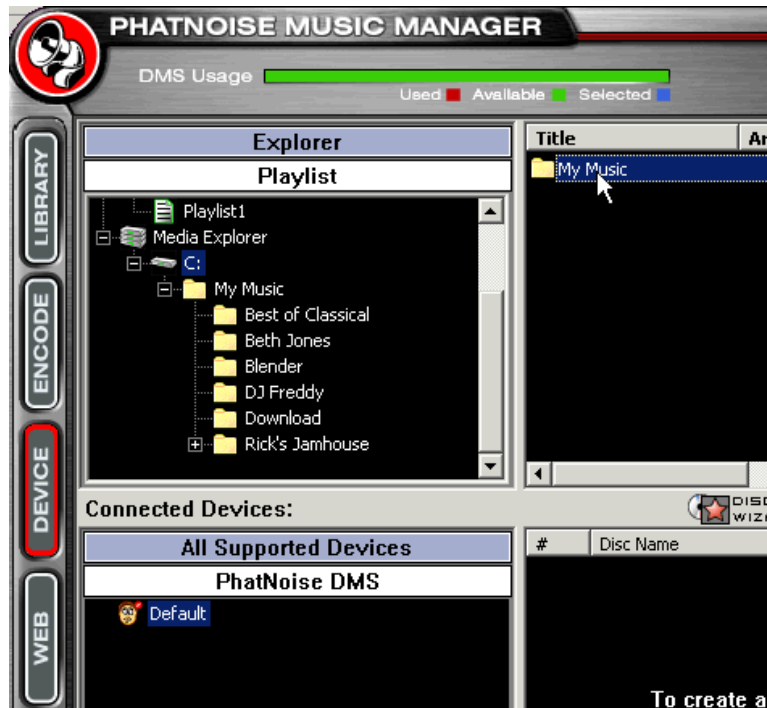 PHATNOISE MUSIC MANAGER
DMS Usage
Used Available Selected
LIBRARY
ENCODE
DEVICE
WEB
Explorer
Playlist
Playlist1
Media Explorer
C:
My Music
Best of Classical
Beth Jones
Blender
DJ Freddy
Download
Rick's Jamhouse
Title
My Music
Connected Devices:
All Supported Devices
PhatNoise DMS
Default
# Disc Name
To create a